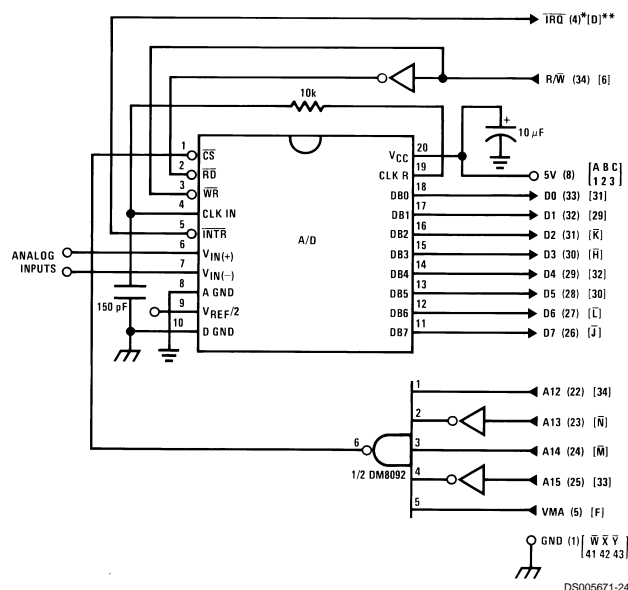 I̅R̅Q̅ (4)*[D]**
R/W̅ (34) [6]
10k
+
10 μF
1 C̅S̅
2 R̅D̅
3 W̅R̅
4 CLK IN
5 I̅N̅T̅R̅
6 VIN(+)
7 VIN(−)
8 A GND
9 VREF/2
10 D GND
A/D
VCC 20
CLK R 19
DB0 18
DB1 17
DB2 16
DB3 15
DB4 14
DB5 13
DB6 12
DB7 11
5V (8) [A B C
1 2 3]
D0 (33) [31]
D1 (32) [29]
D2 (31) [K̅]
D3 (30) [H̅]
D4 (29) [32]
D5 (28) [30]
D6 (27) [L̅]
D7 (26) [J̅]
ANALOG
INPUTS
150 pF
1 A12 (22) [34]
2 A13 (23) [N̅]
3 A14 (24) [M̅]
4 A15 (25) [33]
5 VMA (5) [F]
6
1/2 DM8092
GND (1) [W̅ X̅ Y̅
41 42 43]
DS005671-24